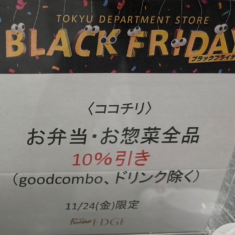 TOKYU DEPARTMENT STORE
BLACK FRIDAY
ブラックフライデー
〈ココチリ〉
お弁当・お惣菜全品
10%引き
(goodcombo、ドリンク除く)
11/24(金)限定
EDGE